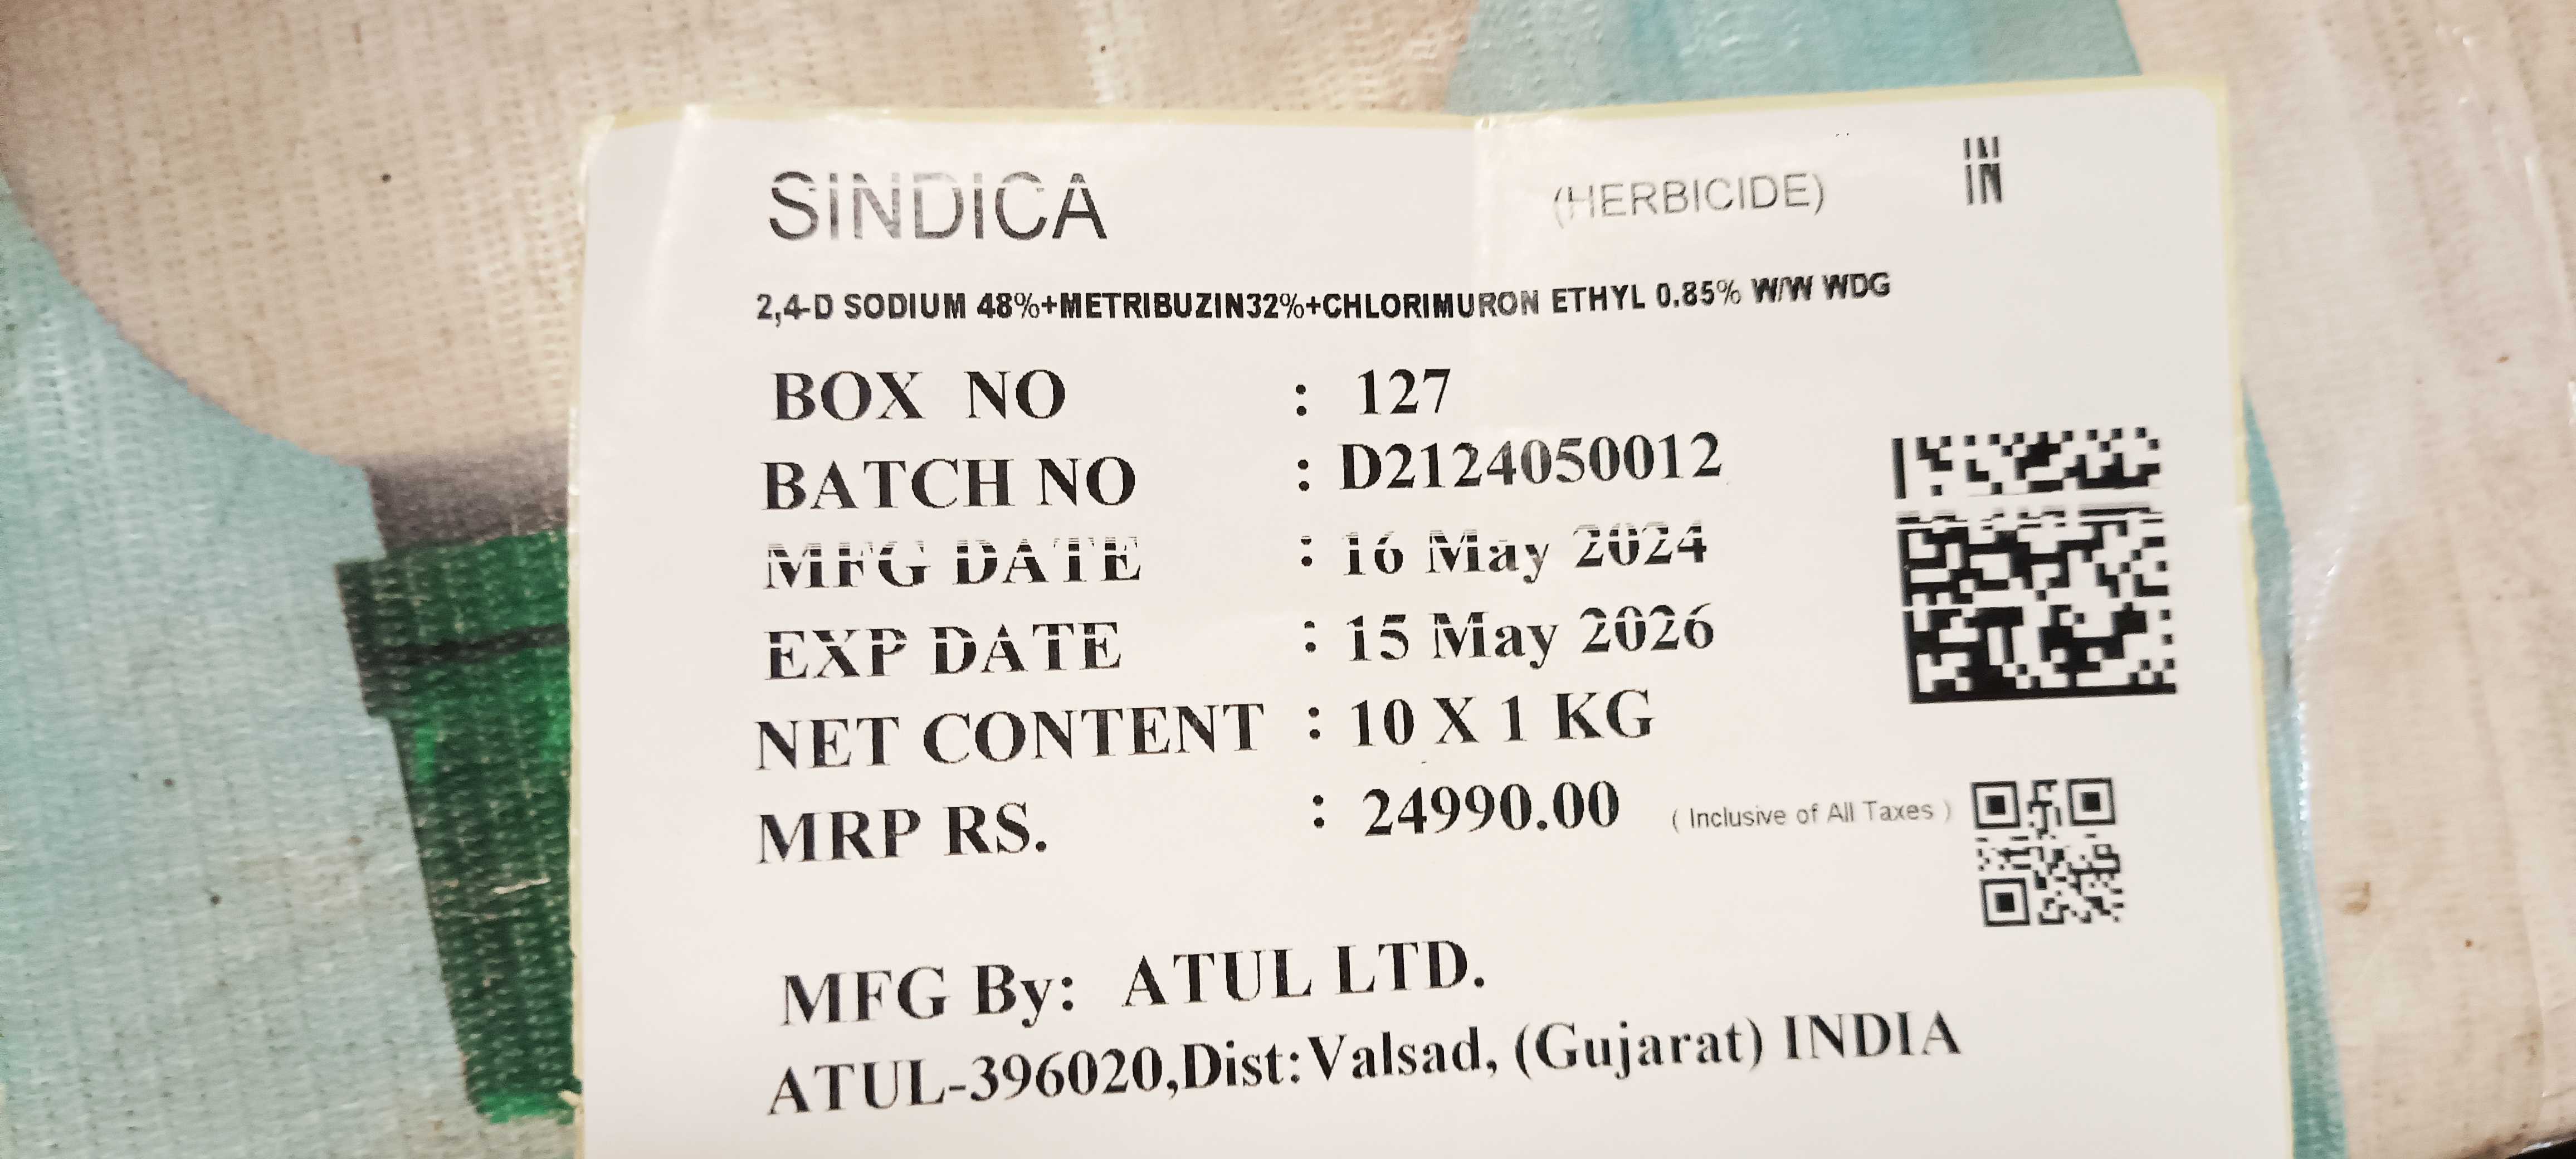 SINDICA (HERBICIDE) IN
2,4-D SODIUM 48%+METRIBUZIN32%+CHLORIMURON ETHYL 0.85% W/W WDG
BOX NO : 127
BATCH NO : D2124050012
MFG DATE : 16 May 2024
EXP DATE : 15 May 2026
NET CONTENT : 10 X 1 KG
MRP RS. : 24990.00 ( Inclusive of All Taxes )
MFG By: ATUL LTD.
ATUL-396020,Dist:Valsad, (Gujarat) INDIA